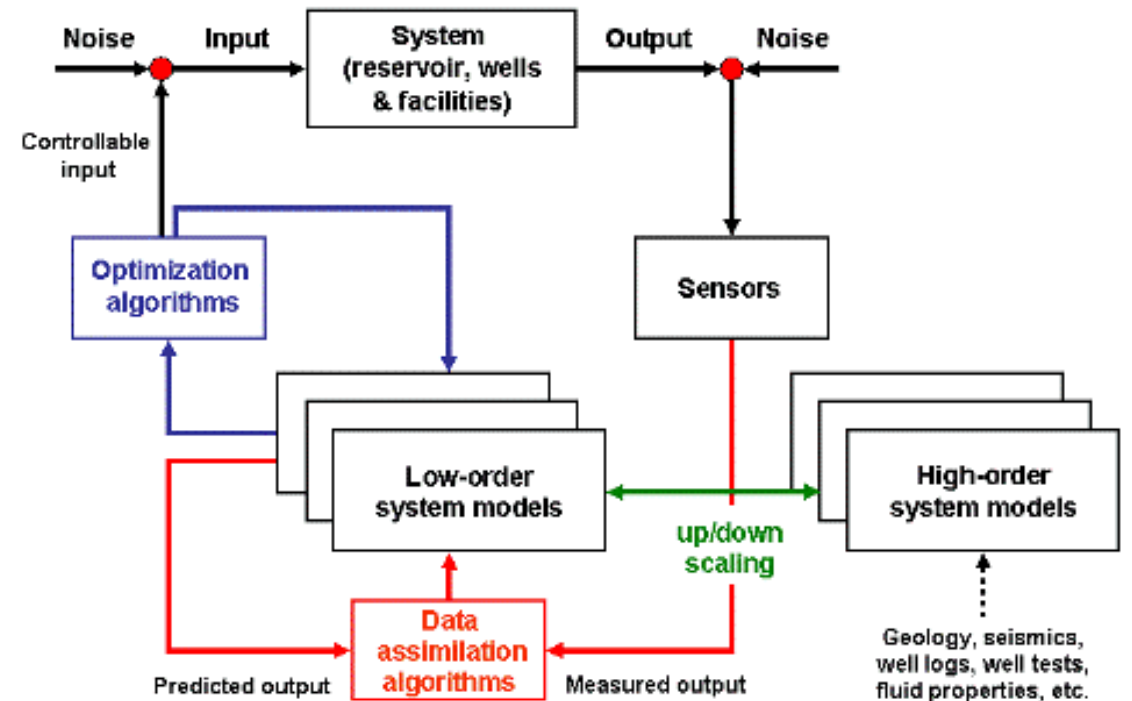 Noise
Input
System
(reservoir, wells
& facilities)
Output
Noise
Controllable
input
Optimization
algorithms
Sensors
Low-order
system models
High-order
system models
up/down
scaling
Data
assimilation
algorithms
Predicted output
Measured output
Geology, seismics,
well logs, well tests,
fluid properties, etc.